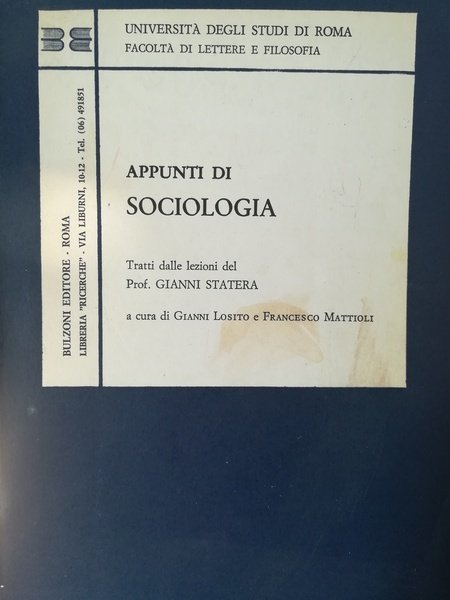 UNIVERSITÀ DEGLI STUDI DI ROMA
FACOLTÀ DI LETTERE E FILOSOFIA
APPUNTI DI
SOCIOLOGIA
Tratti dalle lezioni del
Prof. GIANNI STATERA
a cura di GIANNI LOSITO e FRANCESCO MATTIOLI
BULZONI EDITORE - ROMA
LIBRERIA "RICERCHE" - VIA LIBURNI, 10-12 - Tel. (06) 491851